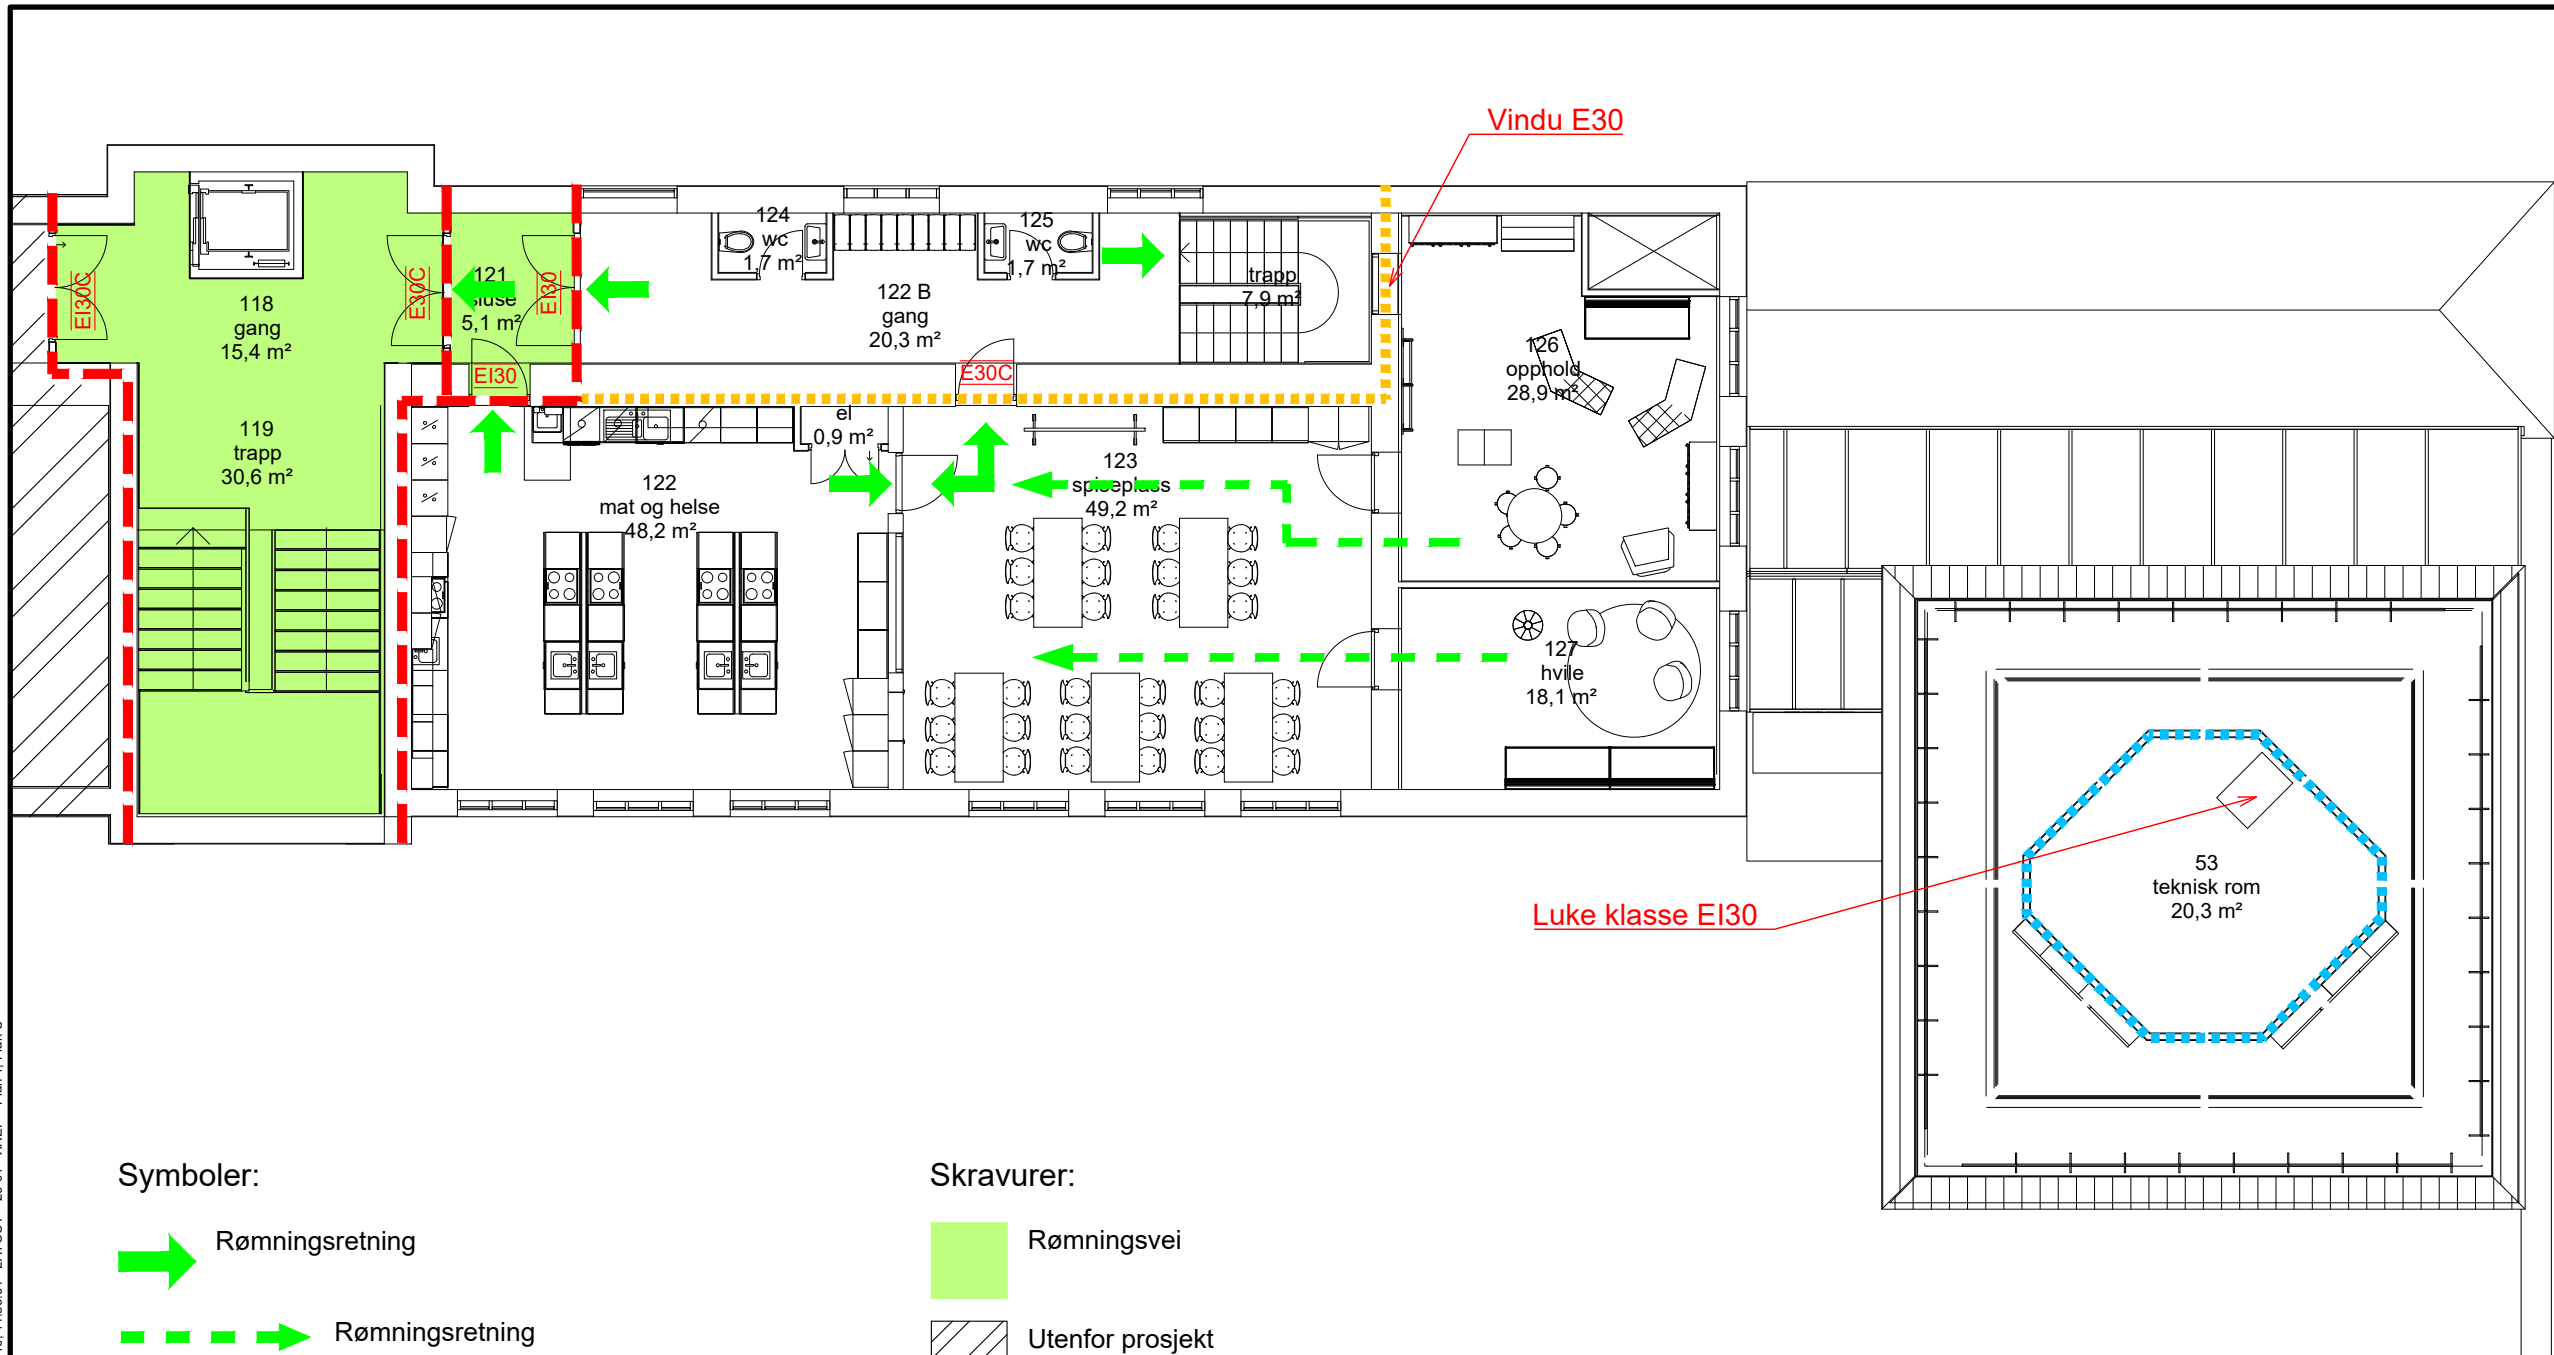 Vindu E30
124
wc
1,7 m²
125
wc
1,7 m²
EI30C
118
gang
15,4 m²
E30C
121
sluse
5,1 m²
EI30
122 B
gang
20,3 m²
trapp
7,9 m²
126
opphold
28,9 m²
EI30
E30C
el
0,9 m²
119
trapp
30,6 m²
122
mat og helse
48,2 m²
123
spiseplass
49,2 m²
127
hvile
18,1 m²
53
teknisk rom
20,3 m²
Luke klasse EI30
Symboler:
Skravurer:
Rømningsretning
Rømningsvei
Rømningsretning
Utenfor prosjekt